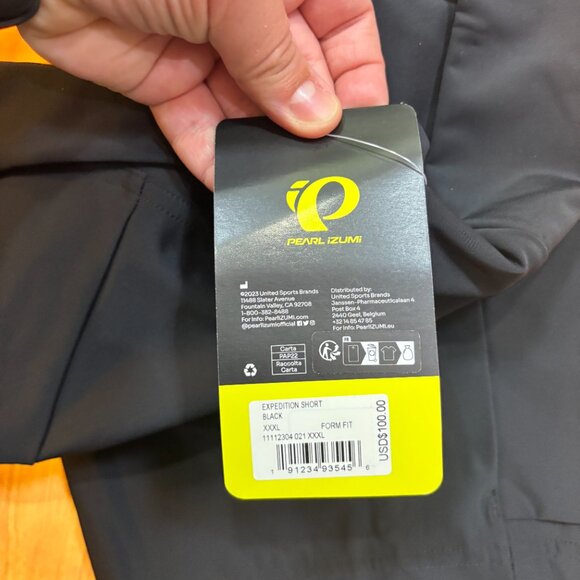 PEARL iZUMi
©2023 United Sports Brands
11488 Slater Avenue
Fountain Valley, CA 92708
1-800-382-8488
For Info: PearlIZUMI.com
@pearlizumiofficial
Distributed by:
United Sports Brands
Janssen-Pharmaceuticalaan 4
Post Box 4
2440 Geel, Belgium
+32 14 85 47 85
For Info: PearlIZUMI.eu
Carta
PAP22
Raccolta
Carta
FR
EXPEDITION SHORT
BLACK
XXXL FORM FIT
11112304 021 XXXL
1 91234 93545 6
USD$100.00